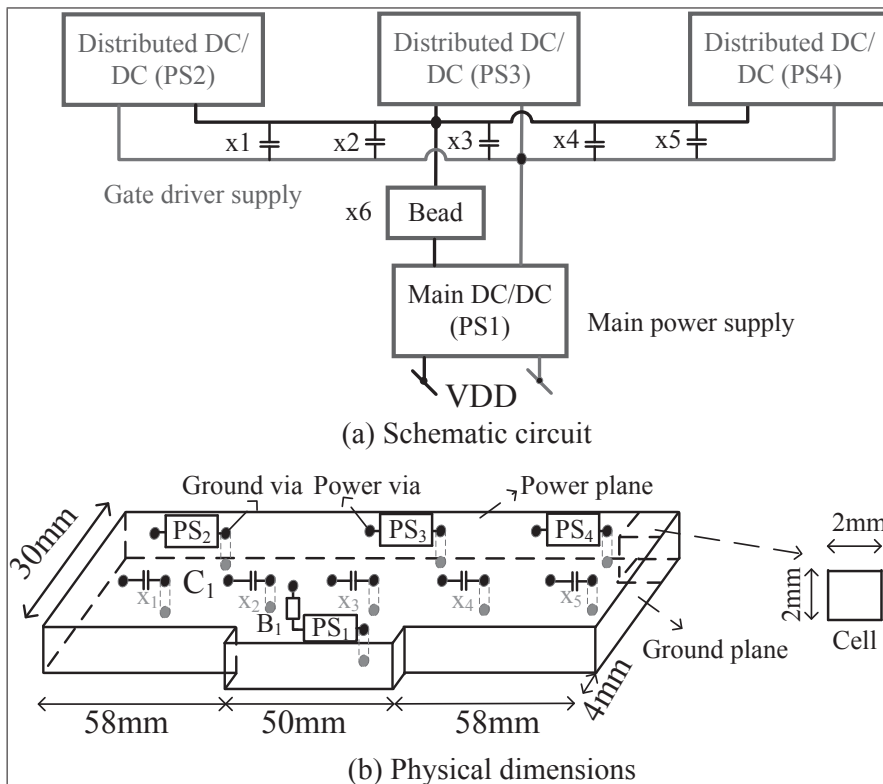 Distributed DC/
DC (PS2)
Distributed DC/
DC (PS3)
Distributed DC/
DC (PS4)
x1
x2
x3
x4
x5
Gate driver supply
x6
Bead
Main DC/DC
(PS1)
Main power supply
VDD
(a) Schematic circuit
Ground via
Power via
Power plane
30mm
PS2
PS3
PS4
2mm
C1
x1
x2
x3
x4
x5
B1
PS1
2mm
Cell
Ground plane
58mm
50mm
58mm
4mm
(b) Physical dimensions